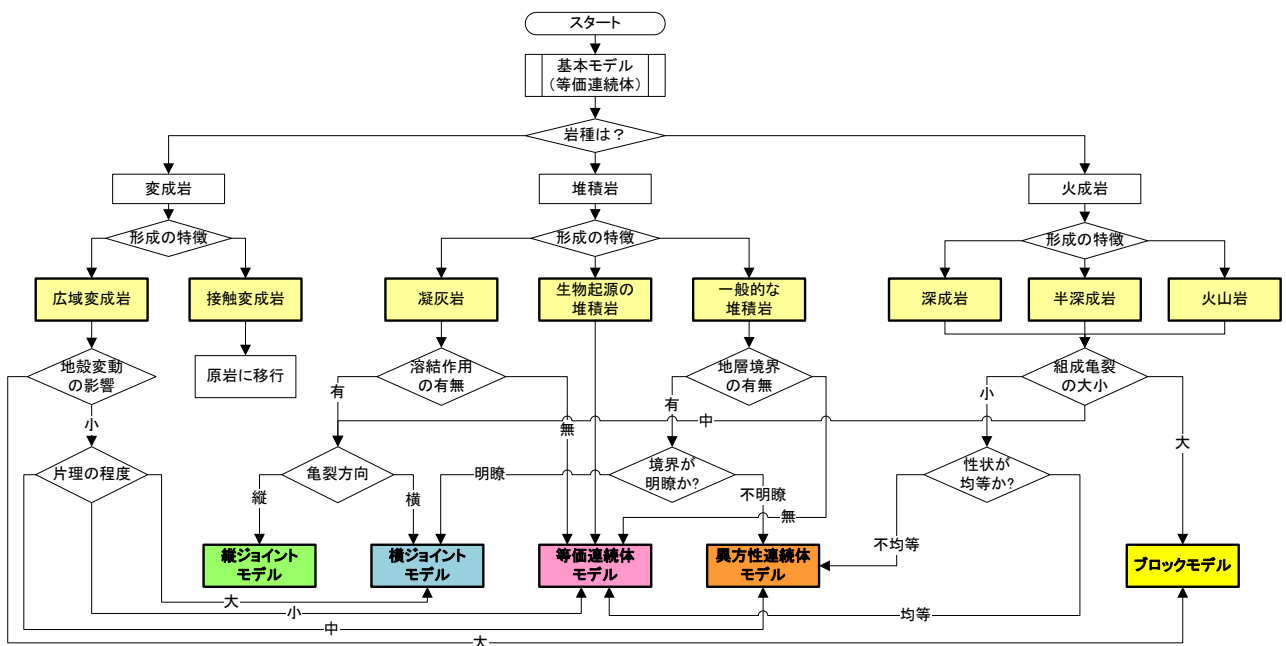 スタート
基本モデル
(等価連続体)
岩種は？
変成岩
堆積岩
火成岩
形成の特徴
形成の特徴
形成の特徴
広域変成岩
接触変成岩
凝灰岩
生物起源の
堆積岩
一般的な
堆積岩
深成岩
半深成岩
火山岩
地殻変動
の影響
原岩に移行
溶結作用
の有無
地層境界
の有無
組成亀裂
の大小
有
無
有
中
小
大
小
片理の程度
亀裂方向
境界が
明瞭か?
性状が
均等か?
縦
横
明瞭
不明瞭
無
不均等
縦ジョイント
モデル
横ジョイント
モデル
等価連続体
モデル
異方性連続体
モデル
ブロックモデル
大
小
均等
中
大